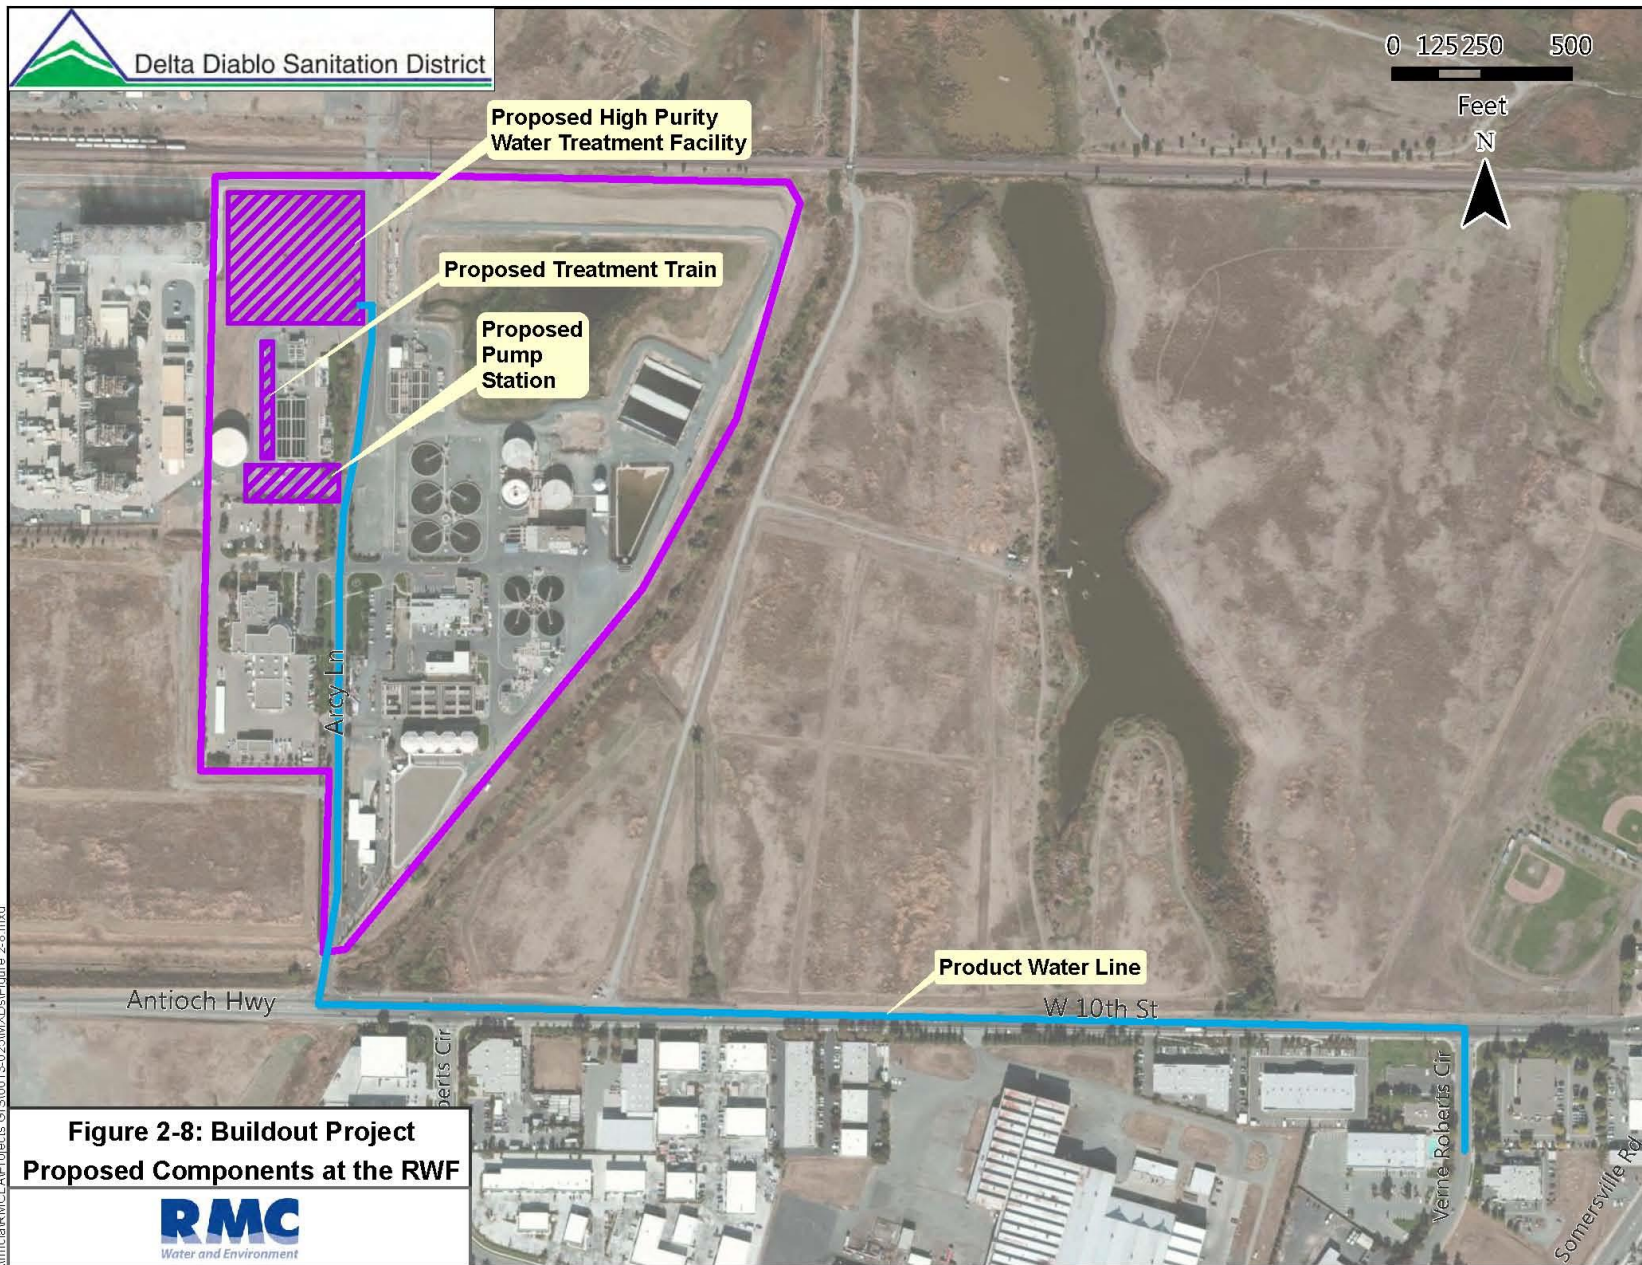 Delta Diablo Sanitation District
0 125 250 500
Feet
N
Proposed High Purity
Water Treatment Facility
Proposed Treatment Train
Proposed
Pump
Station
Arcy Ln
Product Water Line
Antioch Hwy
W 10th St
Verne Roberts Cir
Somersville Rd
Figure 2-8: Buildout Project
Proposed Components at the RWF
RMC
Water and Environment